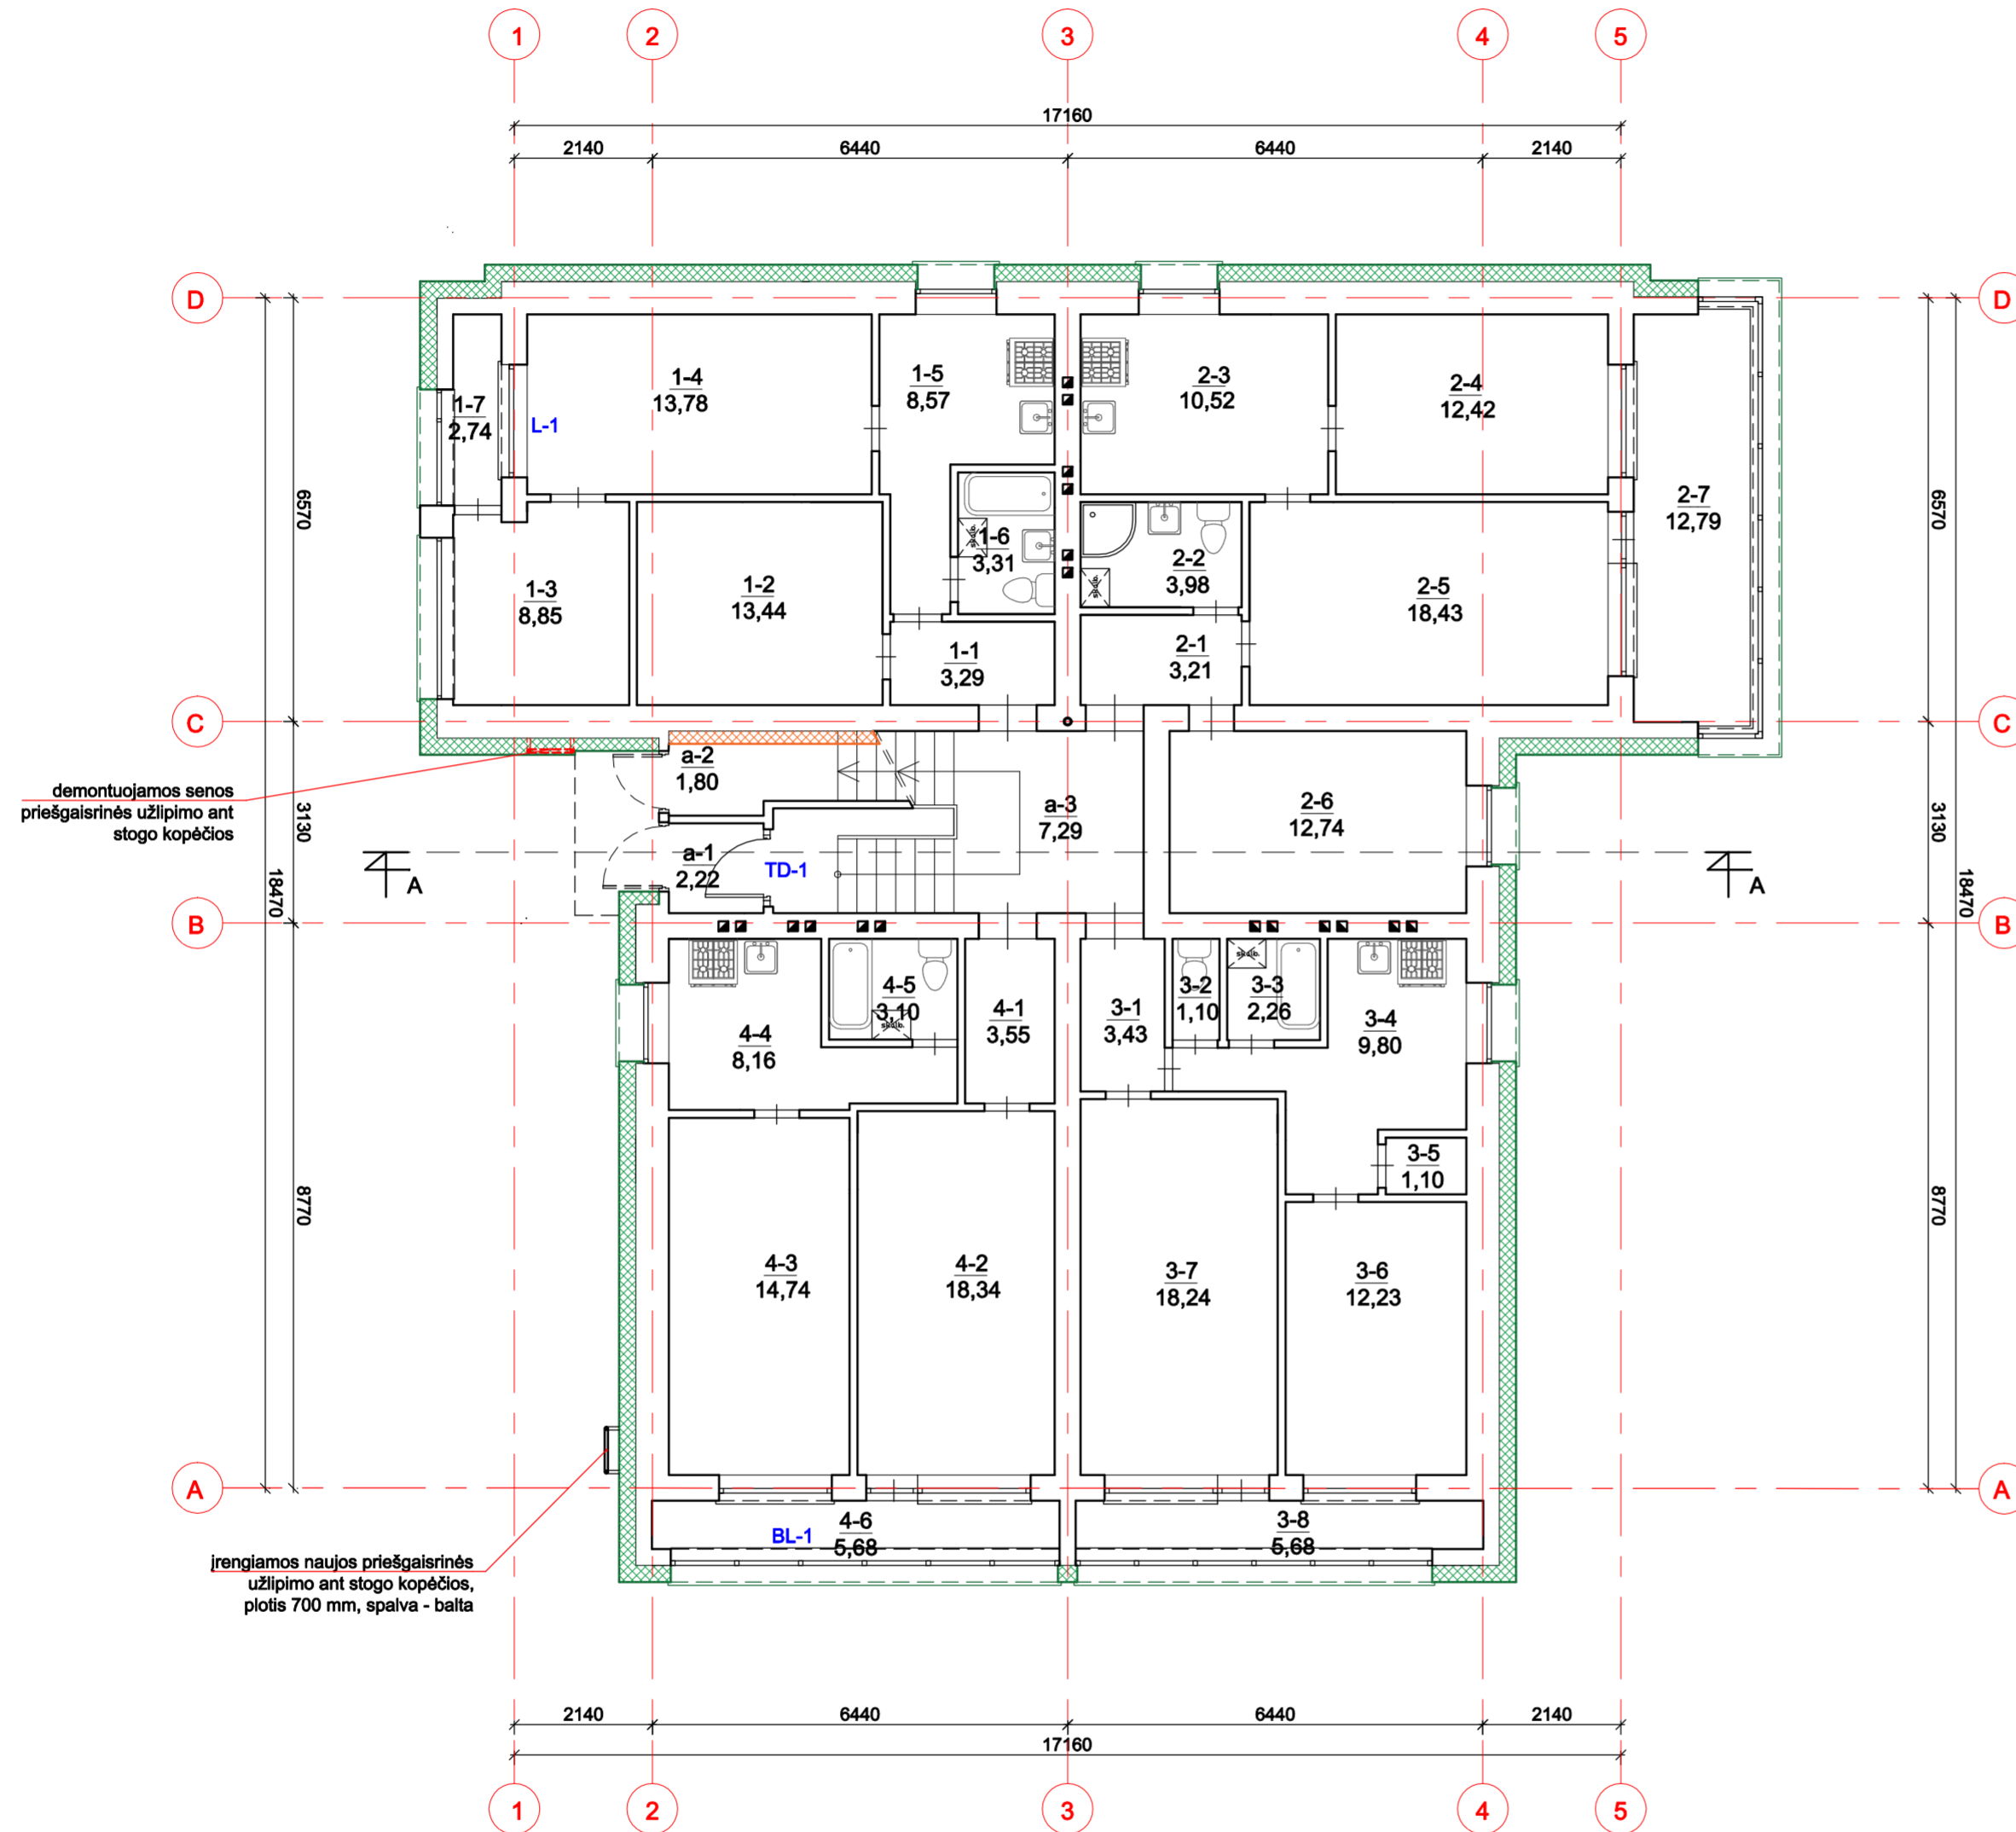 1 2 3 4 5
17160
2140 6440 6440 2140
D D
1-4
13,78
1-5
8,57
2-3
10,52
2-4
12,42
1-7
2,74
L-1
6570 6570
2-7
12,79
1-6
3,31
skalb.
2-2
3,98
skalb.
1-3
8,85
1-2
13,44
2-5
18,43
1-1
3,29
2-1
3,21
C C
a-2
1,80
demontuojamos senos
priešgaisrinės užlipimo ant
stogo kopėčios
3130 3130
a-3
7,29
2-6
12,74
a-1
2,22
TD-1
A A
18470 18470
B B
4-5
3,10
skalb.
4-1
3,55
3-1
3,43
3-2
1,10
skalb.
3-3
2,26
3-4
9,80
4-4
8,16
3-5
1,10
8770 8770
4-3
14,74
4-2
18,34
3-7
18,24
3-6
12,23
A A
4-6
5,68
BL-1
3-8
5,68
įrengiamos naujos priešgaisrinės
užlipimo ant stogo kopėčios,
plotis 700 mm, spalva - balta
2140 6440 6440 2140
17160
1 2 3 4 5